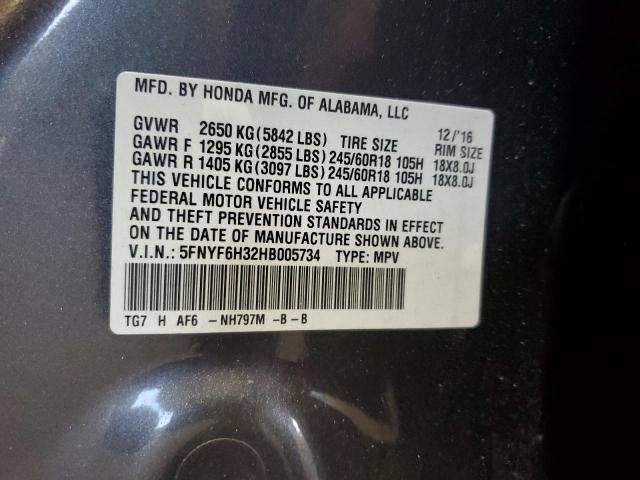 MFD. BY HONDA MFG. OF ALABAMA, LLC
GVWR 2650 KG(5842 LBS) TIRE SIZE 12/'16 RIM SIZE
GAWR F 1295 KG(2855 LBS) 245/60R18 105H 18X8.0J
GAWR R 1405 KG(3097 LBS) 245/60R18 105H 18X8.0J
THIS VEHICLE CONFORMS TO ALL APPLICABLE
FEDERAL MOTOR VEHICLE SAFETY
AND THEFT PREVENTION STANDARDS IN EFFECT
ON THE DATE OF MANUFACTURE SHOWN ABOVE.
V.I.N.: 5FNYF6H32HB005734 TYPE: MPV
TG7 H AF6 -NH797M -B-B